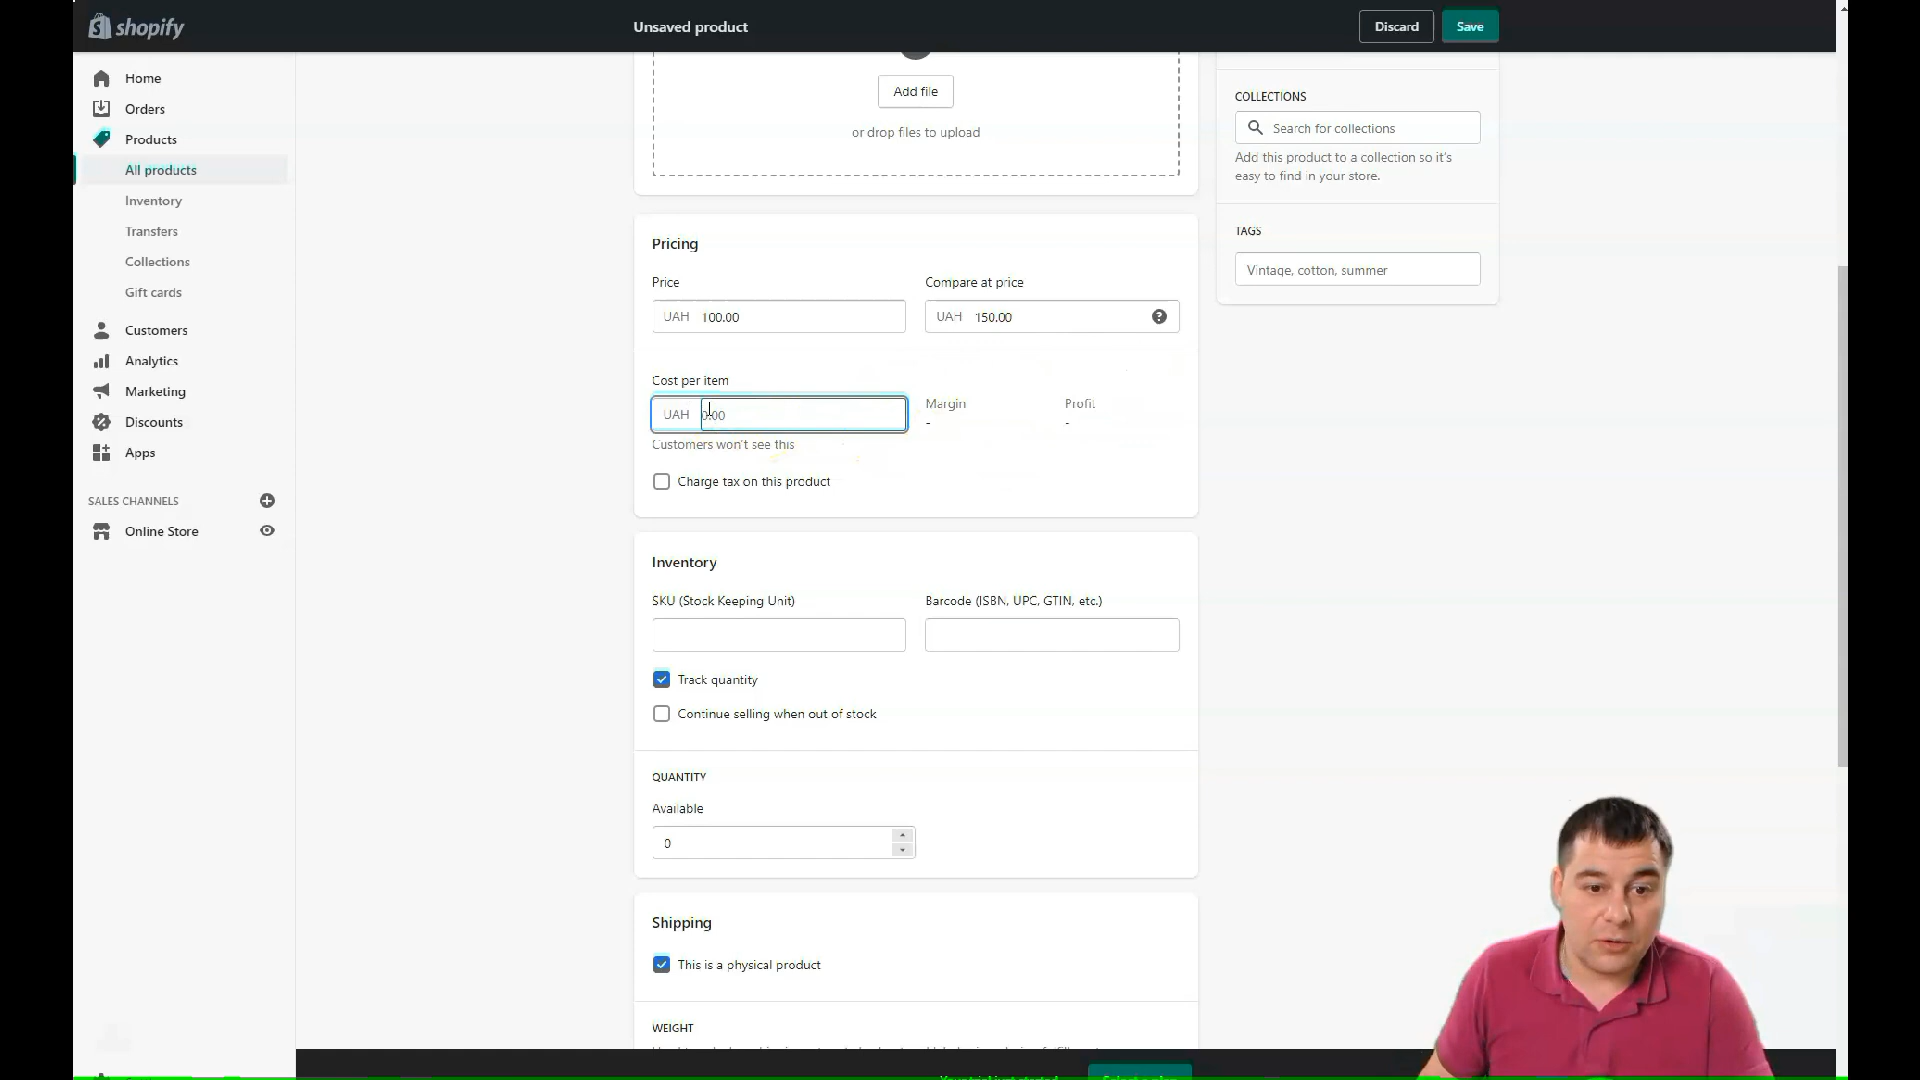 shopify
Unsaved product
Discard
Save
Home
Orders
Products
All products
Inventory
Transfers
Collections
Gift cards
Customers
Analytics
Marketing
Discounts
Apps
SALES CHANNELS
Online Store
Add file
or drop files to upload
Pricing
Price
Compare at price
UAH 100.00
UAH 150.00
Cost per item
UAH 0.00
Margin
Profit
-
-
Customers won't see this
Charge tax on this product
Inventory
SKU (Stock Keeping Unit)
Barcode (ISBN, UPC, GTIN, etc.)
Track quantity
Continue selling when out of stock
QUANTITY
Available
0
Shipping
This is a physical product
WEIGHT
COLLECTIONS
Search for collections
Add this product to a collection so it's
easy to find in your store.
TAGS
Vintage, cotton, summer